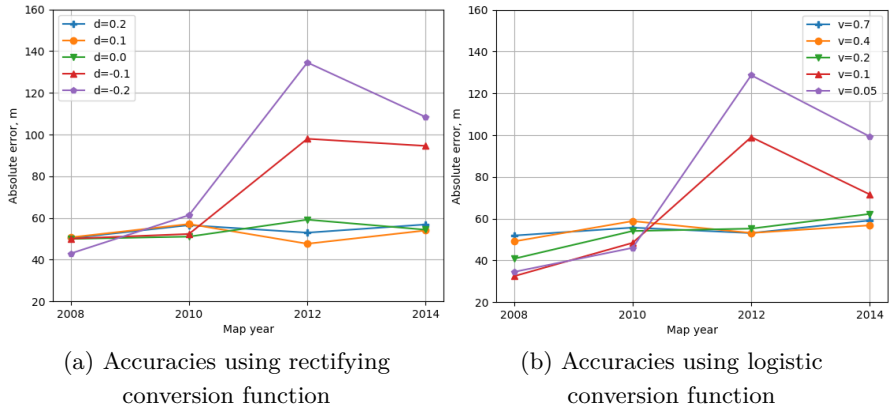 160
140
120
100
80
60
40
20
Absolute error, m
d=0.2
d=0.1
d=0.0
d=-0.1
d=-0.2
2008 2010 2012 2014
Map year
(a) Accuracies using rectifying
conversion function
160
140
120
100
80
60
40
20
Absolute error, m
v=0.7
v=0.4
v=0.2
v=0.1
v=0.05
2008 2010 2012 2014
Map year
(b) Accuracies using logistic
conversion function